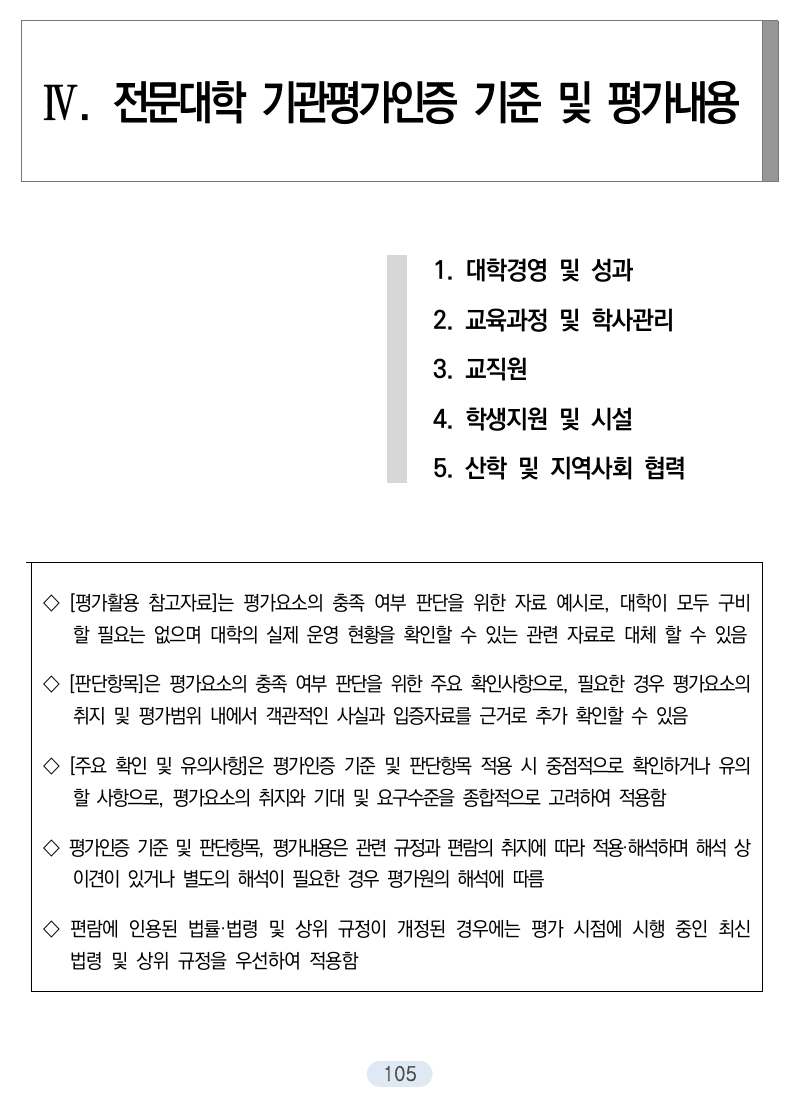 Ⅳ. 전문대학 기관평가인증 기준 및 평가내용
1. 대학경영 및 성과
2. 교육과정 및 학사관리
3. 교직원
4. 학생지원 및 시설
5. 산학 및 지역사회 협력
◇ [평가활용 참고자료]는 평가요소의 충족 여부 판단을 위한 자료 예시로, 대학이 모두 구비
할 필요는 없으며 대학의 실제 운영 현황을 확인할 수 있는 관련 자료로 대체 할 수 있음
◇ [판단항목]은 평가요소의 충족 여부 판단을 위한 주요 확인사항으로, 필요한 경우 평가요소의
취지 및 평가범위 내에서 객관적인 사실과 입증자료를 근거로 추가 확인할 수 있음
◇ [주요 확인 및 유의사항]은 평가인증 기준 및 판단항목 적용 시 중점적으로 확인하거나 유의
할 사항으로, 평가요소의 취지와 기대 및 요구수준을 종합적으로 고려하여 적용함
◇ 평가인증 기준 및 판단항목, 평가내용은 관련 규정과 편람의 취지에 따라 적용·해석하며 해석 상
이견이 있거나 별도의 해석이 필요한 경우 평가원의 해석에 따름
◇ 편람에 인용된 법률·법령 및 상위 규정이 개정된 경우에는 평가 시점에 시행 중인 최신
법령 및 상위 규정을 우선하여 적용함
105